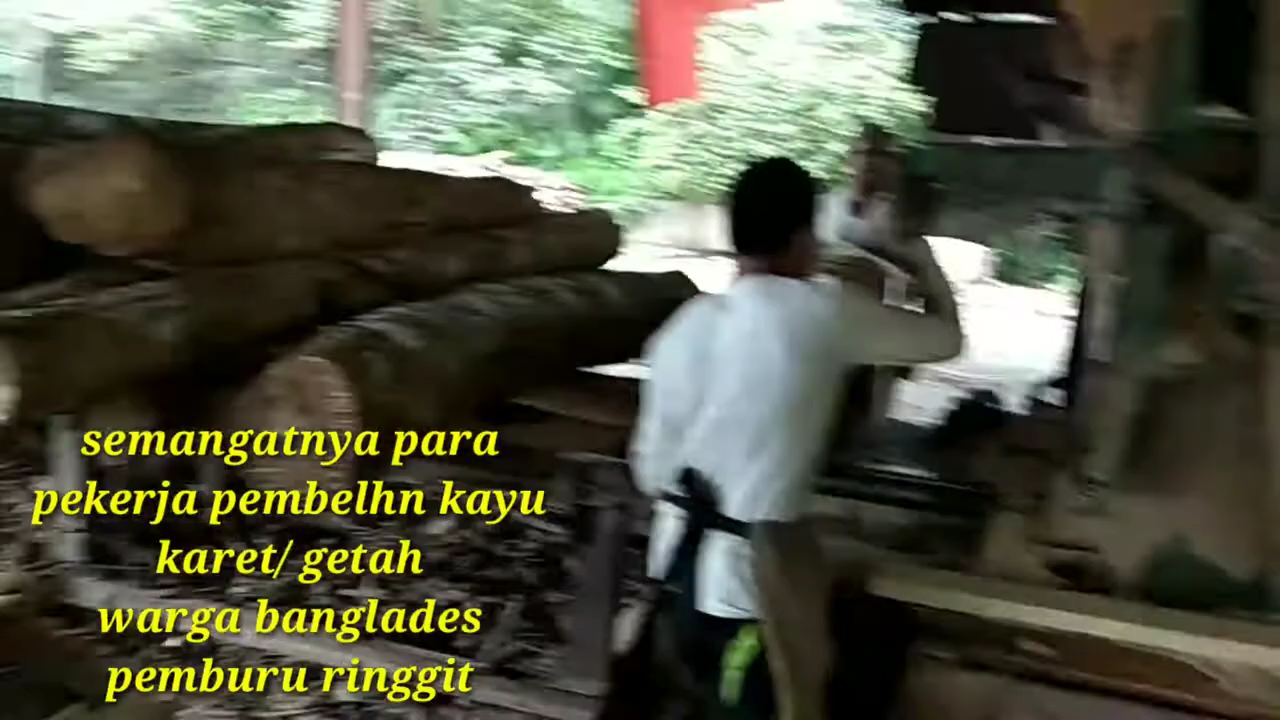 semangatnya para
pekerja pembelhn kayu
karet/ getah
warga banglades
pemburu ringgit